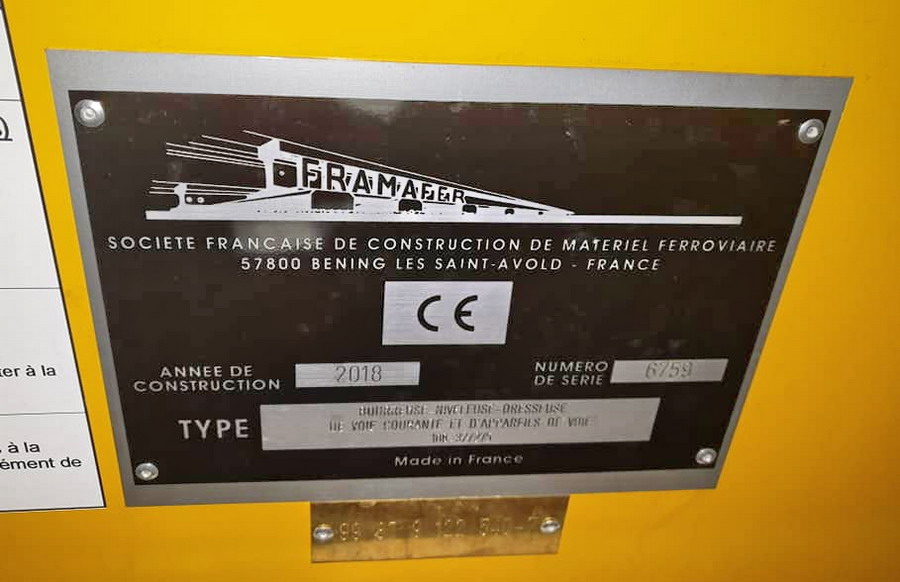 FRAMAFER
SOCIETE FRANCAISE DE CONSTRUCTION DE MATERIEL FERROVIAIRE
57800 BENING LES SAINT-AVOLD - FRANCE
CE
ANNEE DE
CONSTRUCTION
2018
NUMERO
DE SERIE
6759
TYPE
BOURREUSE NIVELEUSE-DRESSEUSE
DE VOIE COURANTE ET D'APPAREILS DE VOIE
Made in France
ter à la
à la
ément de